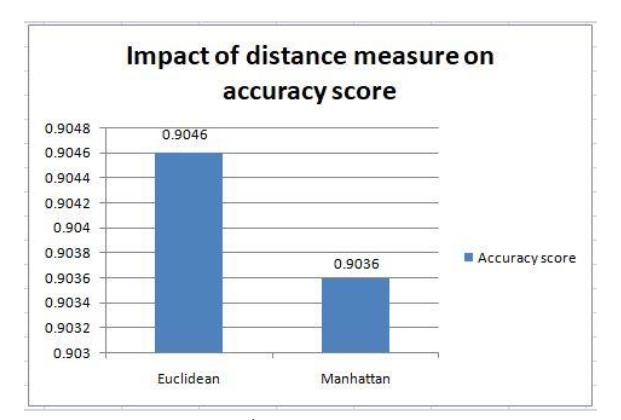 Impact of distance measure on
accuracy score
0.9048
0.9046
0.9044
0.9042
0.904
0.9038
0.9036
0.9034
0.9032
0.903
0.9046
0.9036
Euclidean
Manhattan
Accuracy score